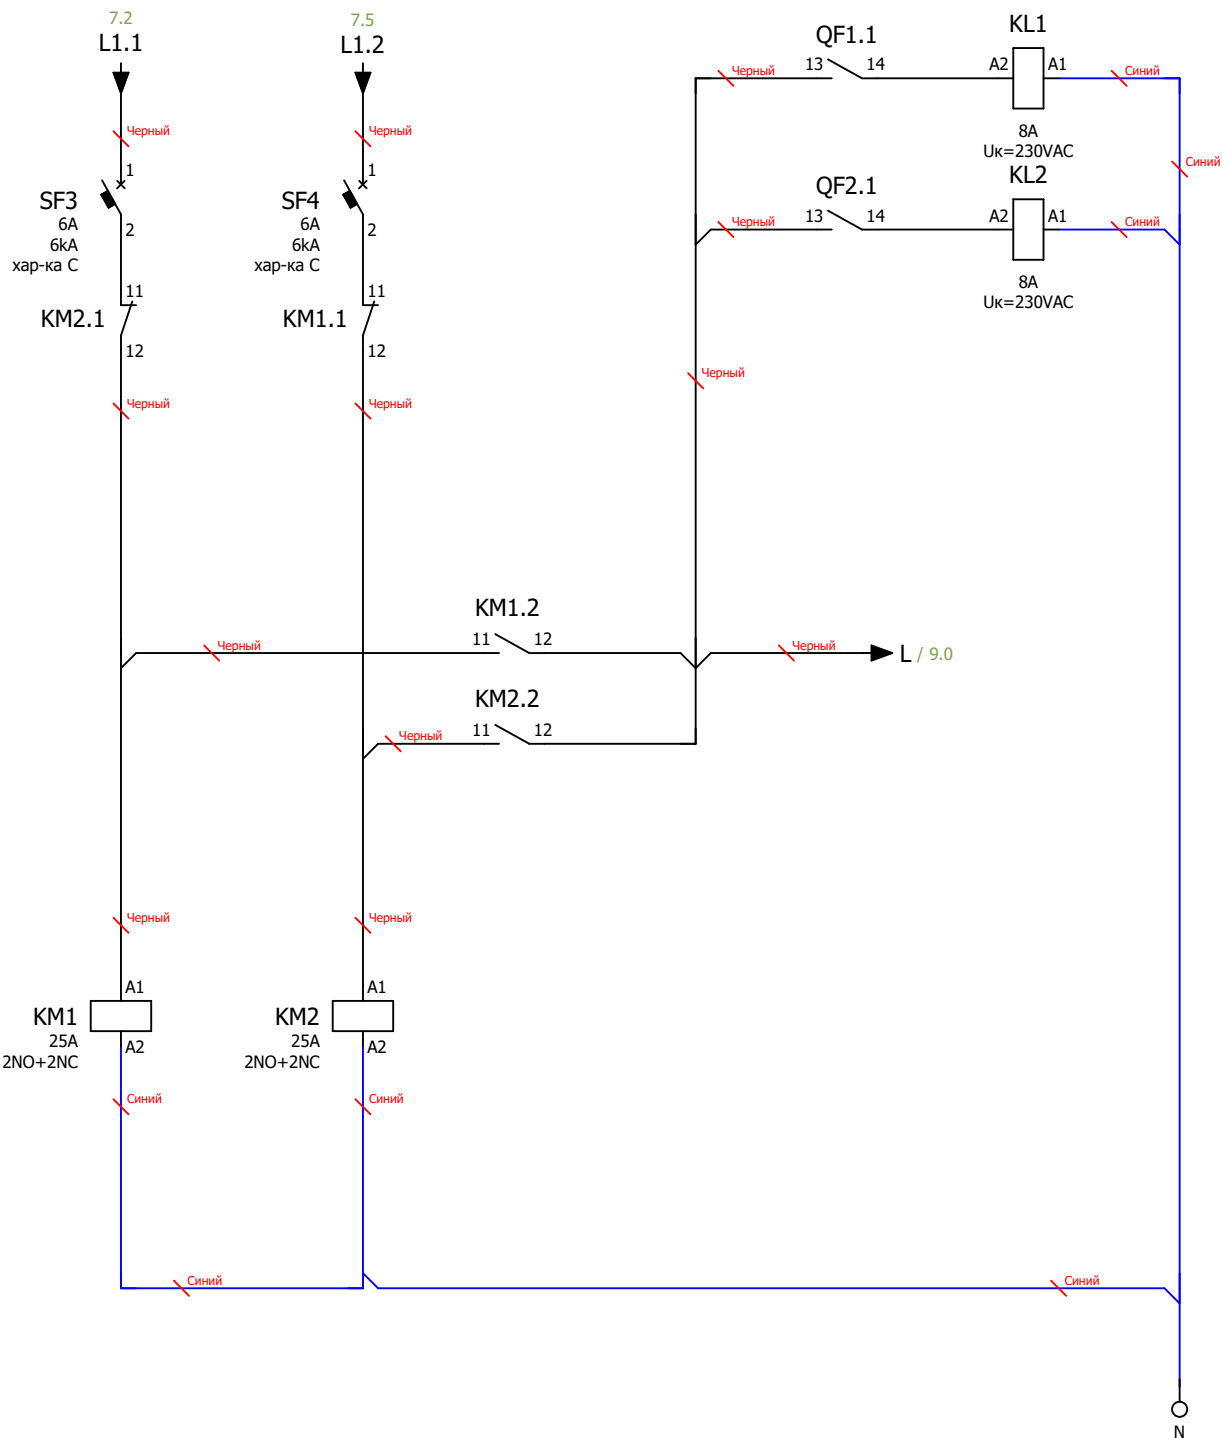 7.2
L1.1
7.5
L1.2
QF1.1
13
14
KL1
A2
A1
Черный
Синий
8A
Uк=230VAC
Черный
Черный
Синий
1
SF3
6A
6kA
хар-ка C
2
1
SF4
6A
6kA
хар-ка C
2
QF2.1
13
14
KL2
A2
A1
Черный
Синий
8A
Uк=230VAC
11
KM2.1
12
11
KM1.1
12
Черный
Черный
Черный
KM1.2
11
12
Черный
Черный
L / 9.0
KM2.2
11
12
Черный
Черный
Черный
A1
KM1
25A
2NO+2NC
A2
A1
KM2
25A
2NO+2NC
A2
Синий
Синий
Синий
Синий
N